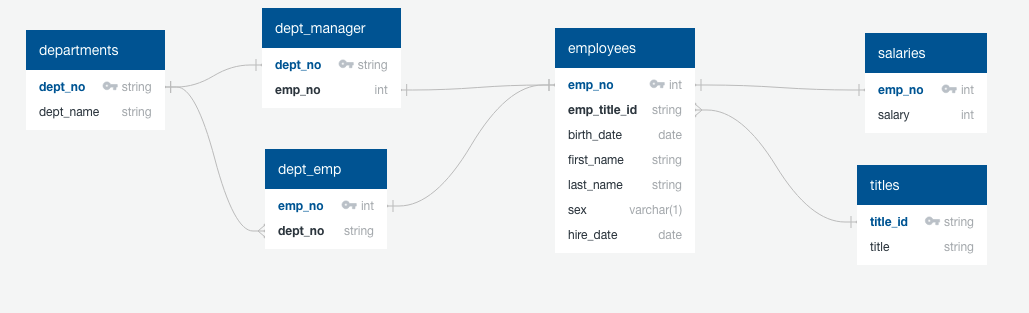 departments
dept_no string
dept_name string
dept_manager
dept_no string
emp_no int
dept_emp
emp_no int
dept_no string
employees
emp_no int
emp_title_id string
birth_date date
first_name string
last_name string
sex varchar(1)
hire_date date
salaries
emp_no int
salary int
titles
title_id string
title string